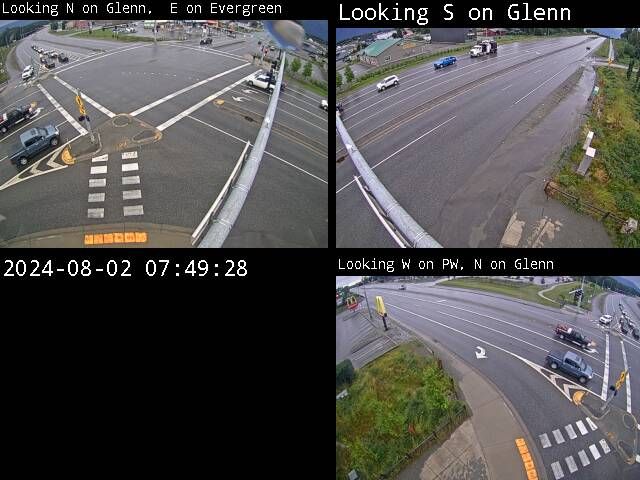 Looking N on Glenn,  E on Evergreen
Looking S on Glenn
2024-08-02 07:49:28
Looking W on PW, N on Glenn